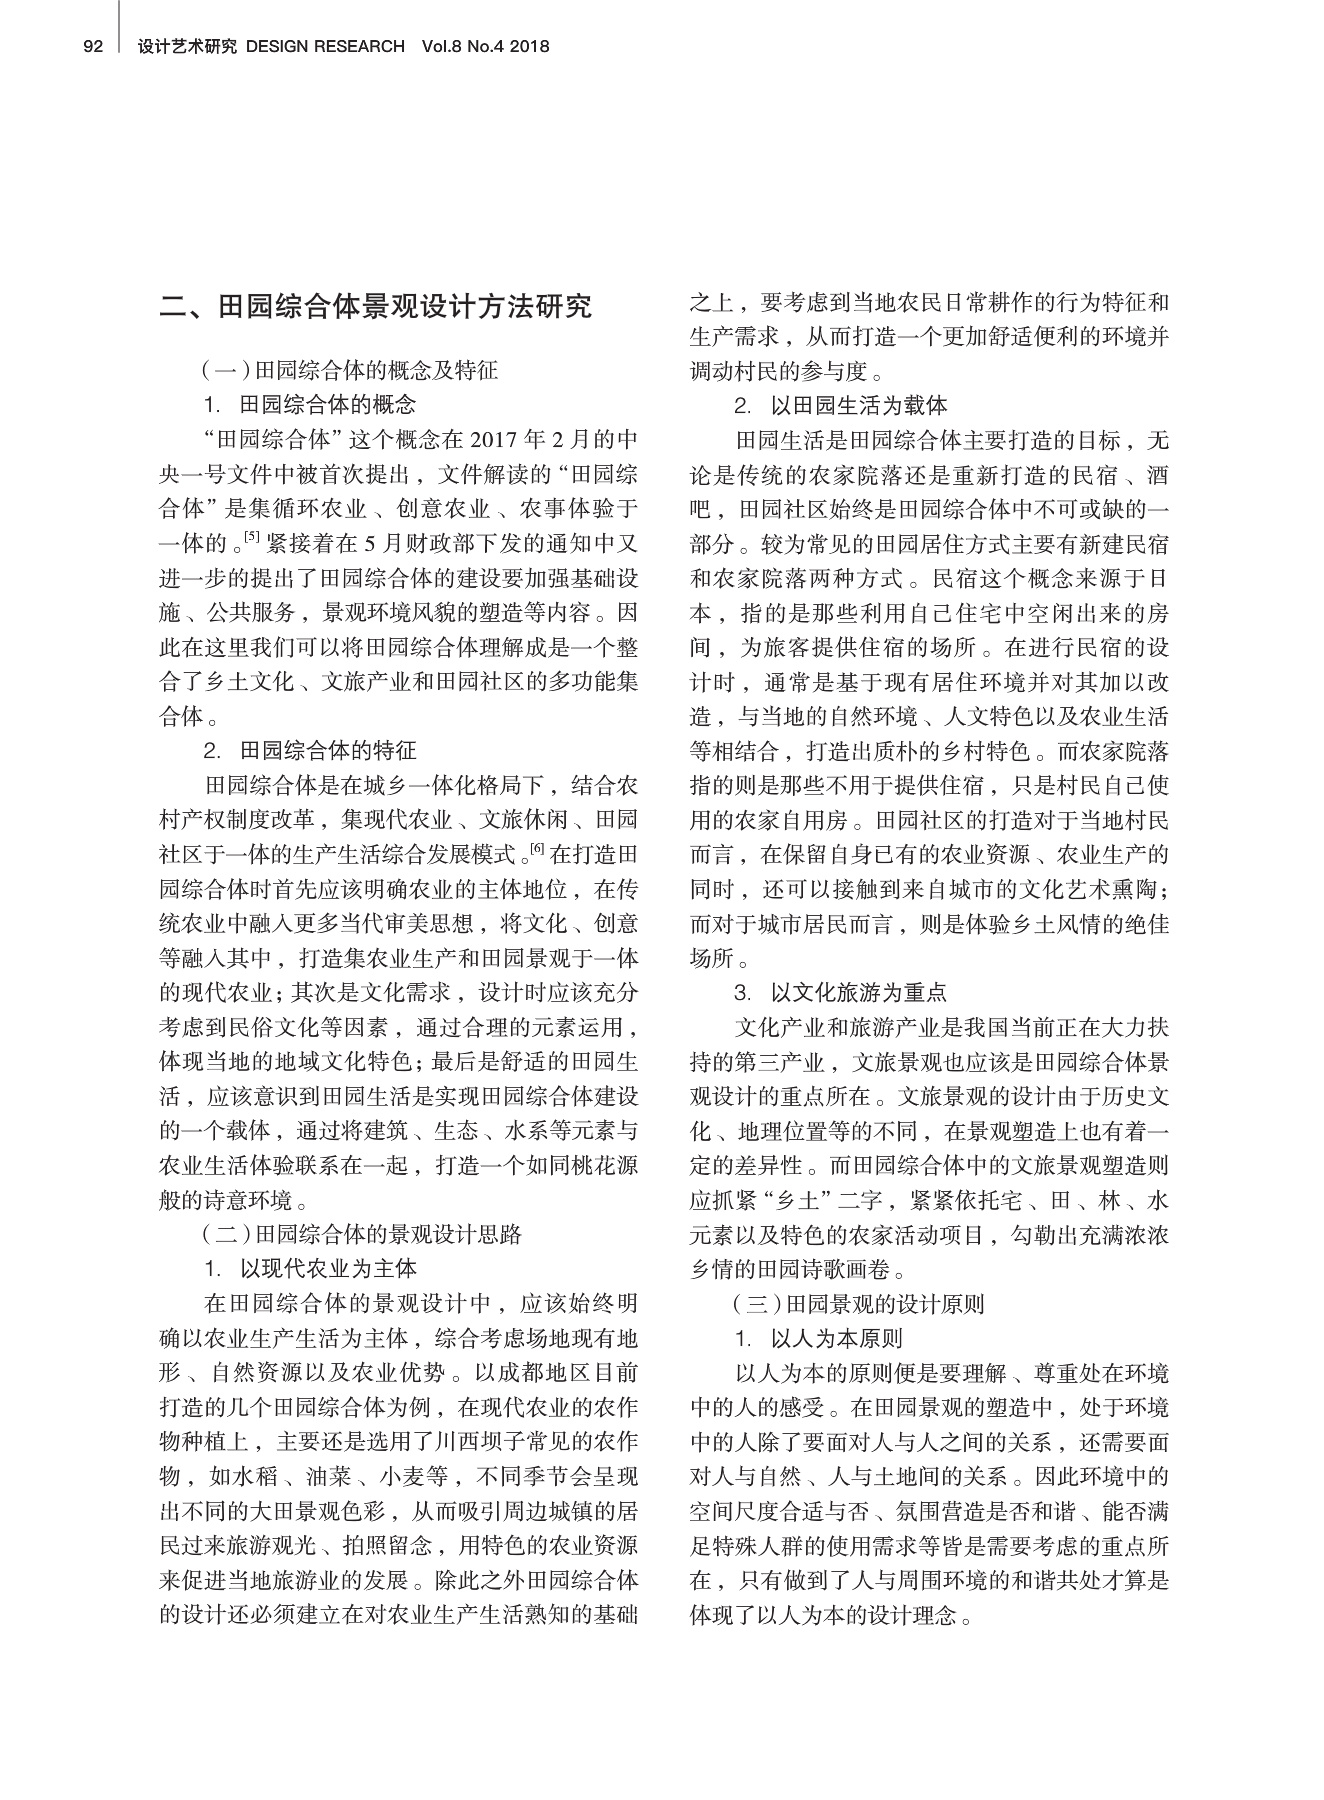 92 设计艺术研究 DESIGN RESEARCH Vol.8 No.4 2018
二、田园综合体景观设计方法研究
（一）田园综合体的概念及特征
1. 田园综合体的概念
“田园综合体”这个概念在 2017 年 2 月的中
央一号文件中被首次提出，文件解读的“田园综
合体”是集循环农业、创意农业、农事体验于
一体的。[5] 紧接着在 5 月财政部下发的通知中又
进一步的提出了田园综合体的建设要加强基础设
施、公共服务，景观环境风貌的塑造等内容。因
此在这里我们可以将田园综合体理解成是一个整
合了乡土文化、文旅产业和田园社区的多功能集
合体。
2. 田园综合体的特征
田园综合体是在城乡一体化格局下，结合农
村产权制度改革，集现代农业、文旅休闲、田园
社区于一体的生产生活综合发展模式。[6] 在打造田
园综合体时首先应该明确农业的主体地位，在传
统农业中融入更多当代审美思想，将文化、创意
等融入其中，打造集农业生产和田园景观于一体
的现代农业；其次是文化需求，设计时应该充分
考虑到民俗文化等因素，通过合理的元素运用，
体现当地的地域文化特色；最后是舒适的田园生
活，应该意识到田园生活是实现田园综合体建设
的一个载体，通过将建筑、生态、水系等元素与
农业生活体验联系在一起，打造一个如同桃花源
般的诗意环境。
（二）田园综合体的景观设计思路
1. 以现代农业为主体
在田园综合体的景观设计中，应该始终明
确以农业生产生活为主体，综合考虑场地现有地
形、自然资源以及农业优势。以成都地区目前
打造的几个田园综合体为例，在现代农业的农作
物种植上，主要还是选用了川西坝子常见的农作
物，如水稻、油菜、小麦等，不同季节会呈现
出不同的大田景观色彩，从而吸引周边城镇的居
民过来旅游观光、拍照留念，用特色的农业资源
来促进当地旅游业的发展。除此之外田园综合体
的设计还必须建立在对农业生产生活熟知的基础
之上，要考虑到当地农民日常耕作的行为特征和
生产需求，从而打造一个更加舒适便利的环境并
调动村民的参与度。
2. 以田园生活为载体
田园生活是田园综合体主要打造的目标，无
论是传统的农家院落还是重新打造的民宿、酒
吧，田园社区始终是田园综合体中不可或缺的一
部分。较为常见的田园居住方式主要有新建民宿
和农家院落两种方式。民宿这个概念来源于日
本，指的是那些利用自己住宅中空闲出来的房
间，为旅客提供住宿的场所。在进行民宿的设
计时，通常是基于现有居住环境并对其加以改
造，与当地的自然环境、人文特色以及农业生活
等相结合，打造出质朴的乡村特色。而农家院落
指的则是那些不用于提供住宿，只是村民自己使
用的农家自用房。田园社区的打造对于当地村民
而言，在保留自身已有的农业资源、农业生产的
同时，还可以接触到来自城市的文化艺术熏陶；
而对于城市居民而言，则是体验乡土风情的绝佳
场所。
3. 以文化旅游为重点
文化产业和旅游产业是我国当前正在大力扶
持的第三产业，文旅景观也应该是田园综合体景
观设计的重点所在。文旅景观的设计由于历史文
化、地理位置等的不同，在景观塑造上也有着一
定的差异性。而田园综合体中的文旅景观塑造则
应抓紧“乡土”二字，紧紧依托宅、田、林、水
元素以及特色的农家活动项目，勾勒出充满浓浓
乡情的田园诗歌画卷。
（三）田园景观的设计原则
1. 以人为本原则
以人为本的原则便是要理解、尊重处在环境
中的人的感受。在田园景观的塑造中，处于环境
中的人除了要面对人与人之间的关系，还需要面
对人与自然、人与土地间的关系。因此环境中的
空间尺度合适与否、氛围营造是否和谐、能否满
足特殊人群的使用需求等皆是需要考虑的重点所
在，只有做到了人与周围环境的和谐共处才算是
体现了以人为本的设计理念。